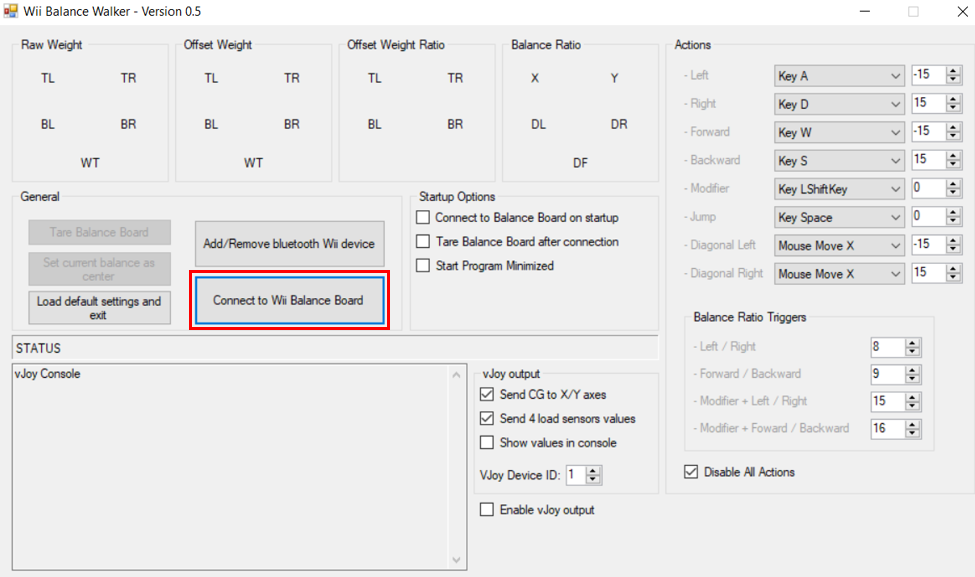 Wii Balance Walker - Version 0.5
Raw Weight
TL TR
BL BR
WT
Offset Weight
TL TR
BL BR
WT
Offset Weight Ratio
TL TR
BL BR
Balance Ratio
X Y
DL DR
DF
Actions
- Left Key A -15
- Right Key D 15
- Forward Key W -15
- Backward Key S 15
- Modifier Key LShiftKey 0
- Jump Key Space 0
- Diagonal Left Mouse Move X -15
- Diagonal Right Mouse Move X 15
General
Tare Balance Board
Set current balance as
center
Load default settings and
exit
Add/Remove bluetooth Wii device
Connect to Wii Balance Board
Startup Options
Connect to Balance Board on startup
Tare Balance Board after connection
Start Program Minimized
Balance Ratio Triggers
- Left / Right 8
- Forward / Backward 9
- Modifier + Left / Right 15
- Modifier + Foward / Backward 16
Disable All Actions
STATUS
vJoy Console
vJoy output
Send CG to X/Y axes
Send 4 load sensors values
Show values in console
VJoy Device ID: 1
Enable vJoy output